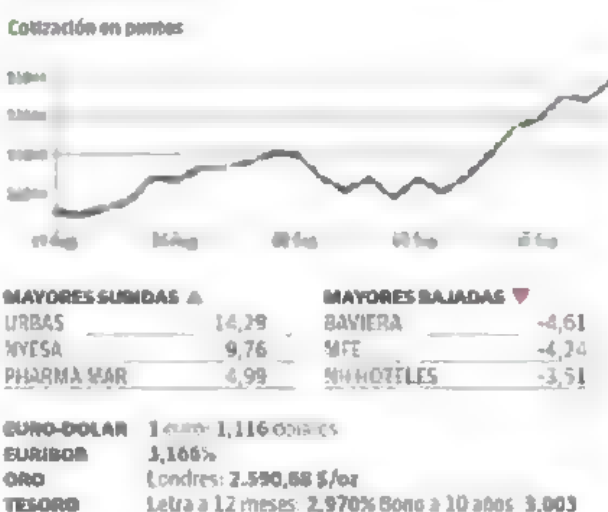 Cotización en puntos
MAYORES SUBIDAS ▲
MAYORES BAJADAS ▼
URBAS 14,29
BAVIERA -4,61
NYESA 9,76
MFE -4,24
PHARMA MAR 4,99
NH HOTELES -3,51
EURO-DOLAR 1 euro: 1,116 dólares
EURIBOR 3,166%
ORO Londres: 2.590,68 $/oz
TESORO Letra a 12 meses: 2,970% Bono a 10 años: 3,003